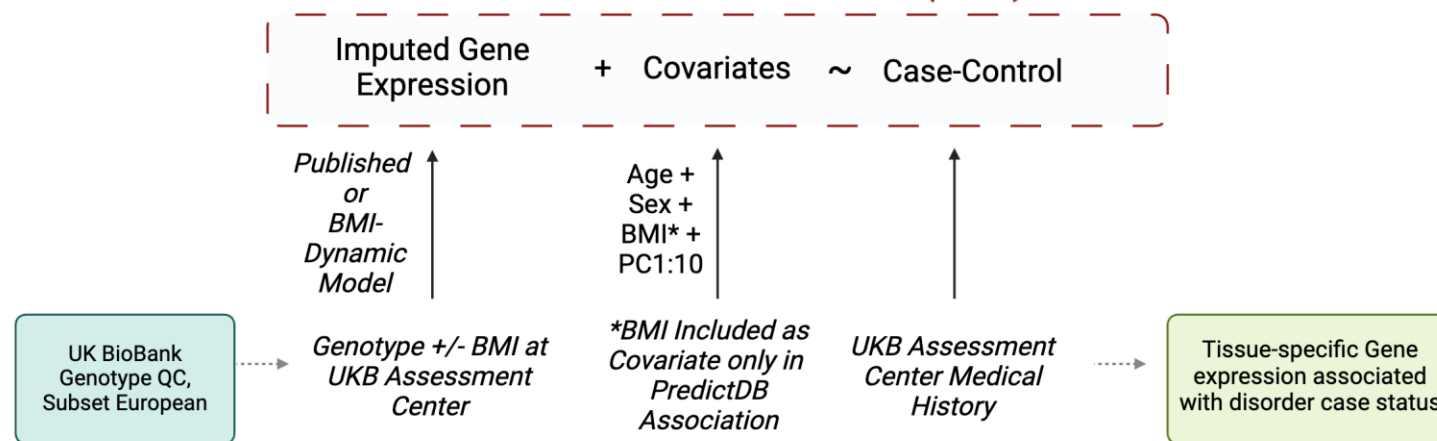 Imputed Gene
Expression
+ Covariates ~ Case-Control
Published
or
BMI-
Dynamic
Model
Age +
Sex +
BMI* +
PC1:10
UK BioBank
Genotype QC,
Subset European
Genotype +/- BMI at
UKB Assessment
Center
*BMI Included as
Covariate only in
PredictDB
Association
UKB Assessment
Center Medical
History
Tissue-specific Gene
expression associated
with disorder case status